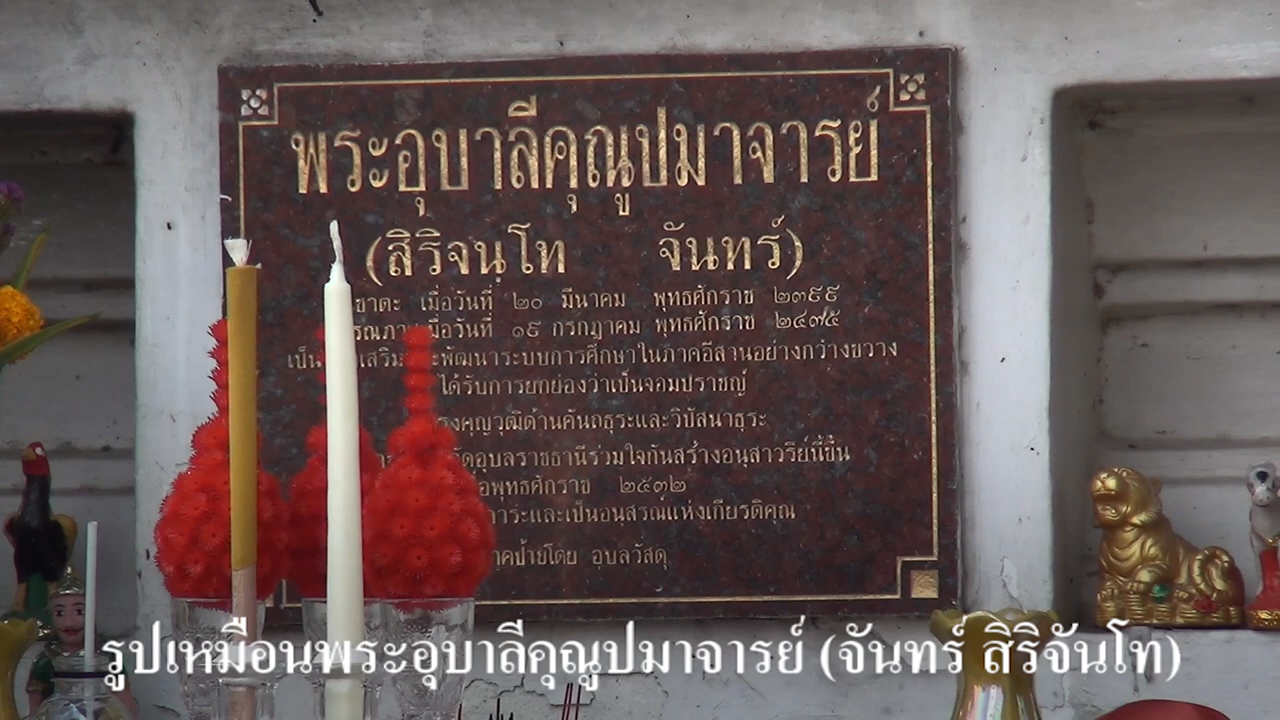 พระอุบาลีคุณูปมาจารย์
(สิริจนฺโท จันทร์)
ชาตะ เมื่อวันที่ ๒๐ มีนาคม พุทธศักราช ๒๓๙๙
เมื่อวันที่ ๑๙ กรกฎาคม พุทธศักราช ๒๔๗๕
พัฒนาระบบการศึกษาในภาคอีสานอย่างกว้างขวาง
ได้รับการยกย่องว่าเป็นจอมปราชญ์
คุณวุฒิด้านคันถธุระและวิปัสนาธุระ
อุบลราชธานีร่วมใจกันสร้างอนุสาวรีย์นี้ขึ้น
พุทธศักราช ๒๕๓๒
และเป็นอนุสรณ์แห่งเกียรติคุณ
ป้ายโดย อุบลวัสดุ
รูปเหมือนพระอุบาลีคุณูปมาจารย์ (จันทร์ สิริจันโท)